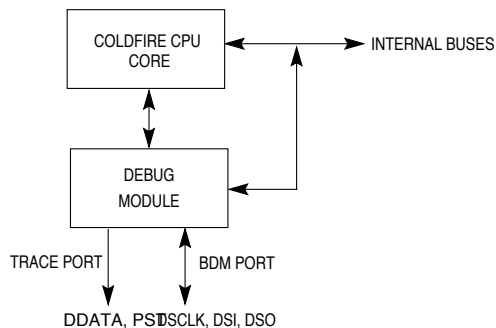 COLDFIRE CPU
CORE
INTERNAL BUSES
DEBUG
MODULE
TRACE PORT
BDM PORT
DDATA, PST
DSCLK, DSI, DSO